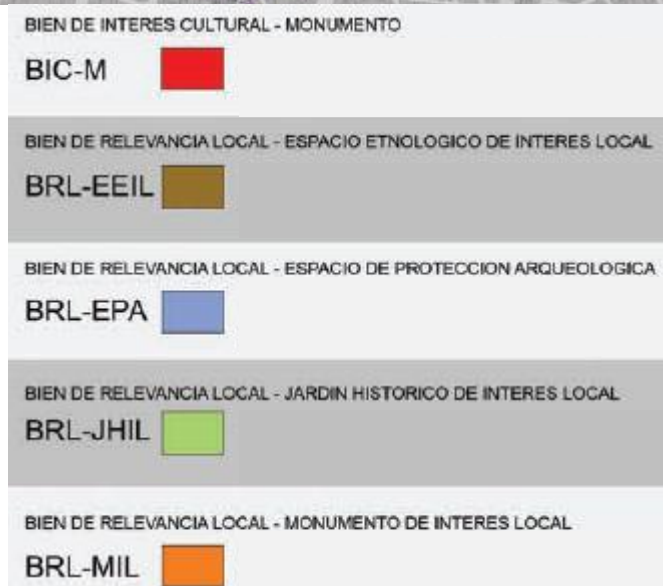 BIEN DE INTERES CULTURAL - MONUMENTO
BIC-M
BIEN DE RELEVANCIA LOCAL - ESPACIO ETNOLOGICO DE INTERES LOCAL
BRL-EEIL
BIEN DE RELEVANCIA LOCAL - ESPACIO DE PROTECCION ARQUEOLOGICA
BRL-EPA
BIEN DE RELEVANCIA LOCAL - JARDIN HISTORICO DE INTERES LOCAL
BRL-JHIL
BIEN DE RELEVANCIA LOCAL - MONUMENTO DE INTERES LOCAL
BRL-MIL